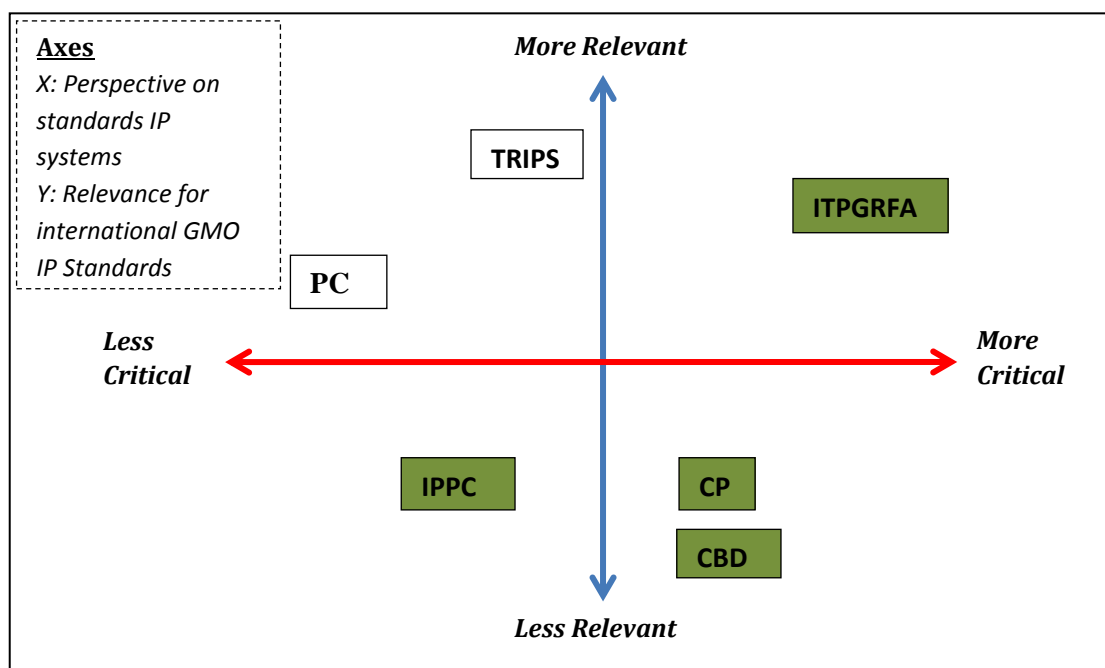 Axes
X: Perspective on
standards IP
systems
Y: Relevance for
international GMO
IP Standards
More Relevant
TRIPS
ITPGRFA
PC
Less
Critical
More
Critical
IPPC
CP
CBD
Less Relevant